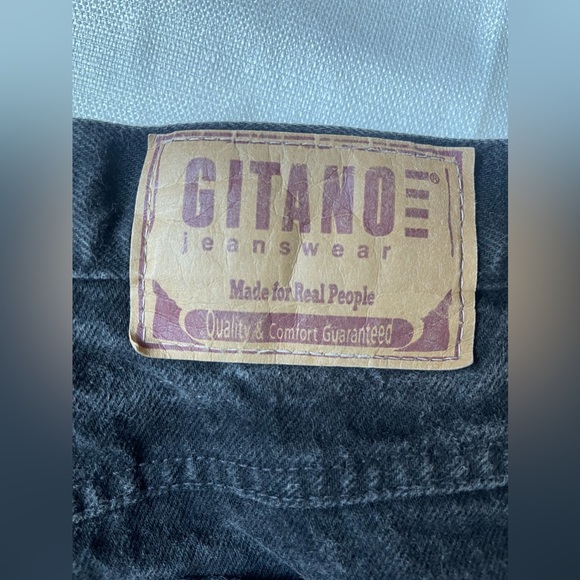 GITANO ®
jeanswear
Made for Real People
Quality & Comfort Guaranteed